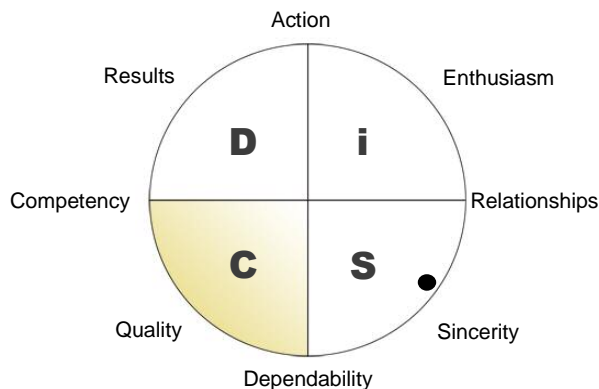 Action
Results
Enthusiasm
D
i
Competency
Relationships
C
S
Quality
Sincerity
Dependability